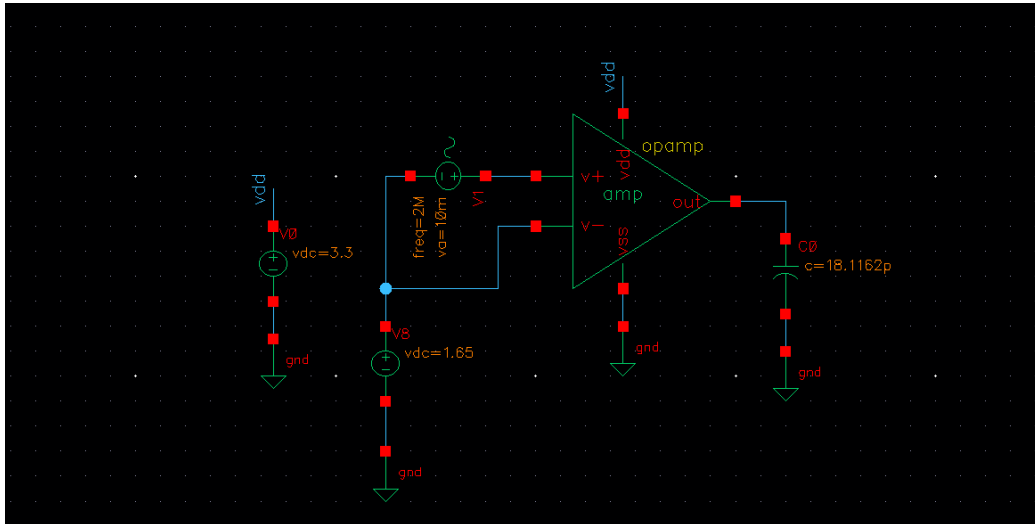 vdd
V0
vdc=3.3
gnd
freq=2M
va=10m
V1
V8
vdc=1.65
gnd
vdd
opamp
vdd
v+
amp
out
v-
vss
gnd
C0
c=18.1162p
gnd